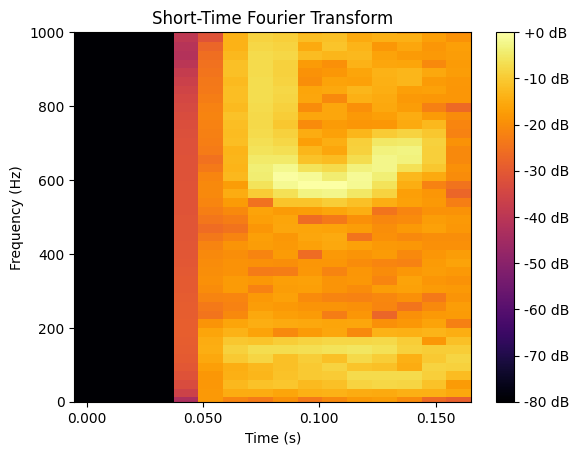 Short-Time Fourier Transform
1000
800
600
400
200
0
Frequency (Hz)
0.000
0.050
0.100
0.150
Time (s)
+0 dB
-10 dB
-20 dB
-30 dB
-40 dB
-50 dB
-60 dB
-70 dB
-80 dB